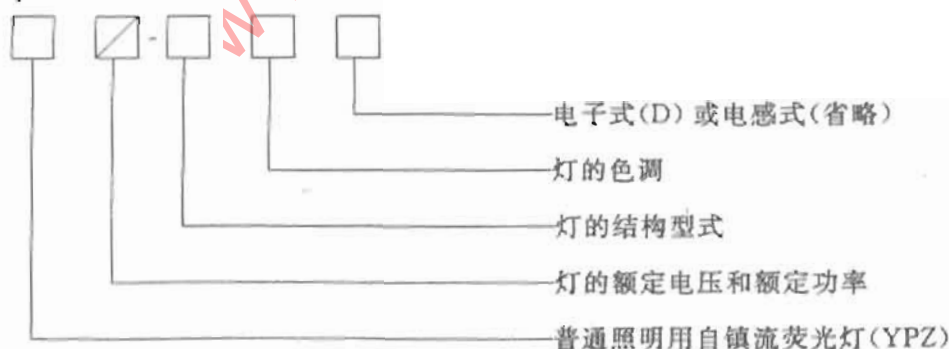 -
电子式(D)或电感式(省略)
灯的色调
灯的结构型式
灯的额定电压和额定功率
普通照明用自镇流荧光灯(YPZ)